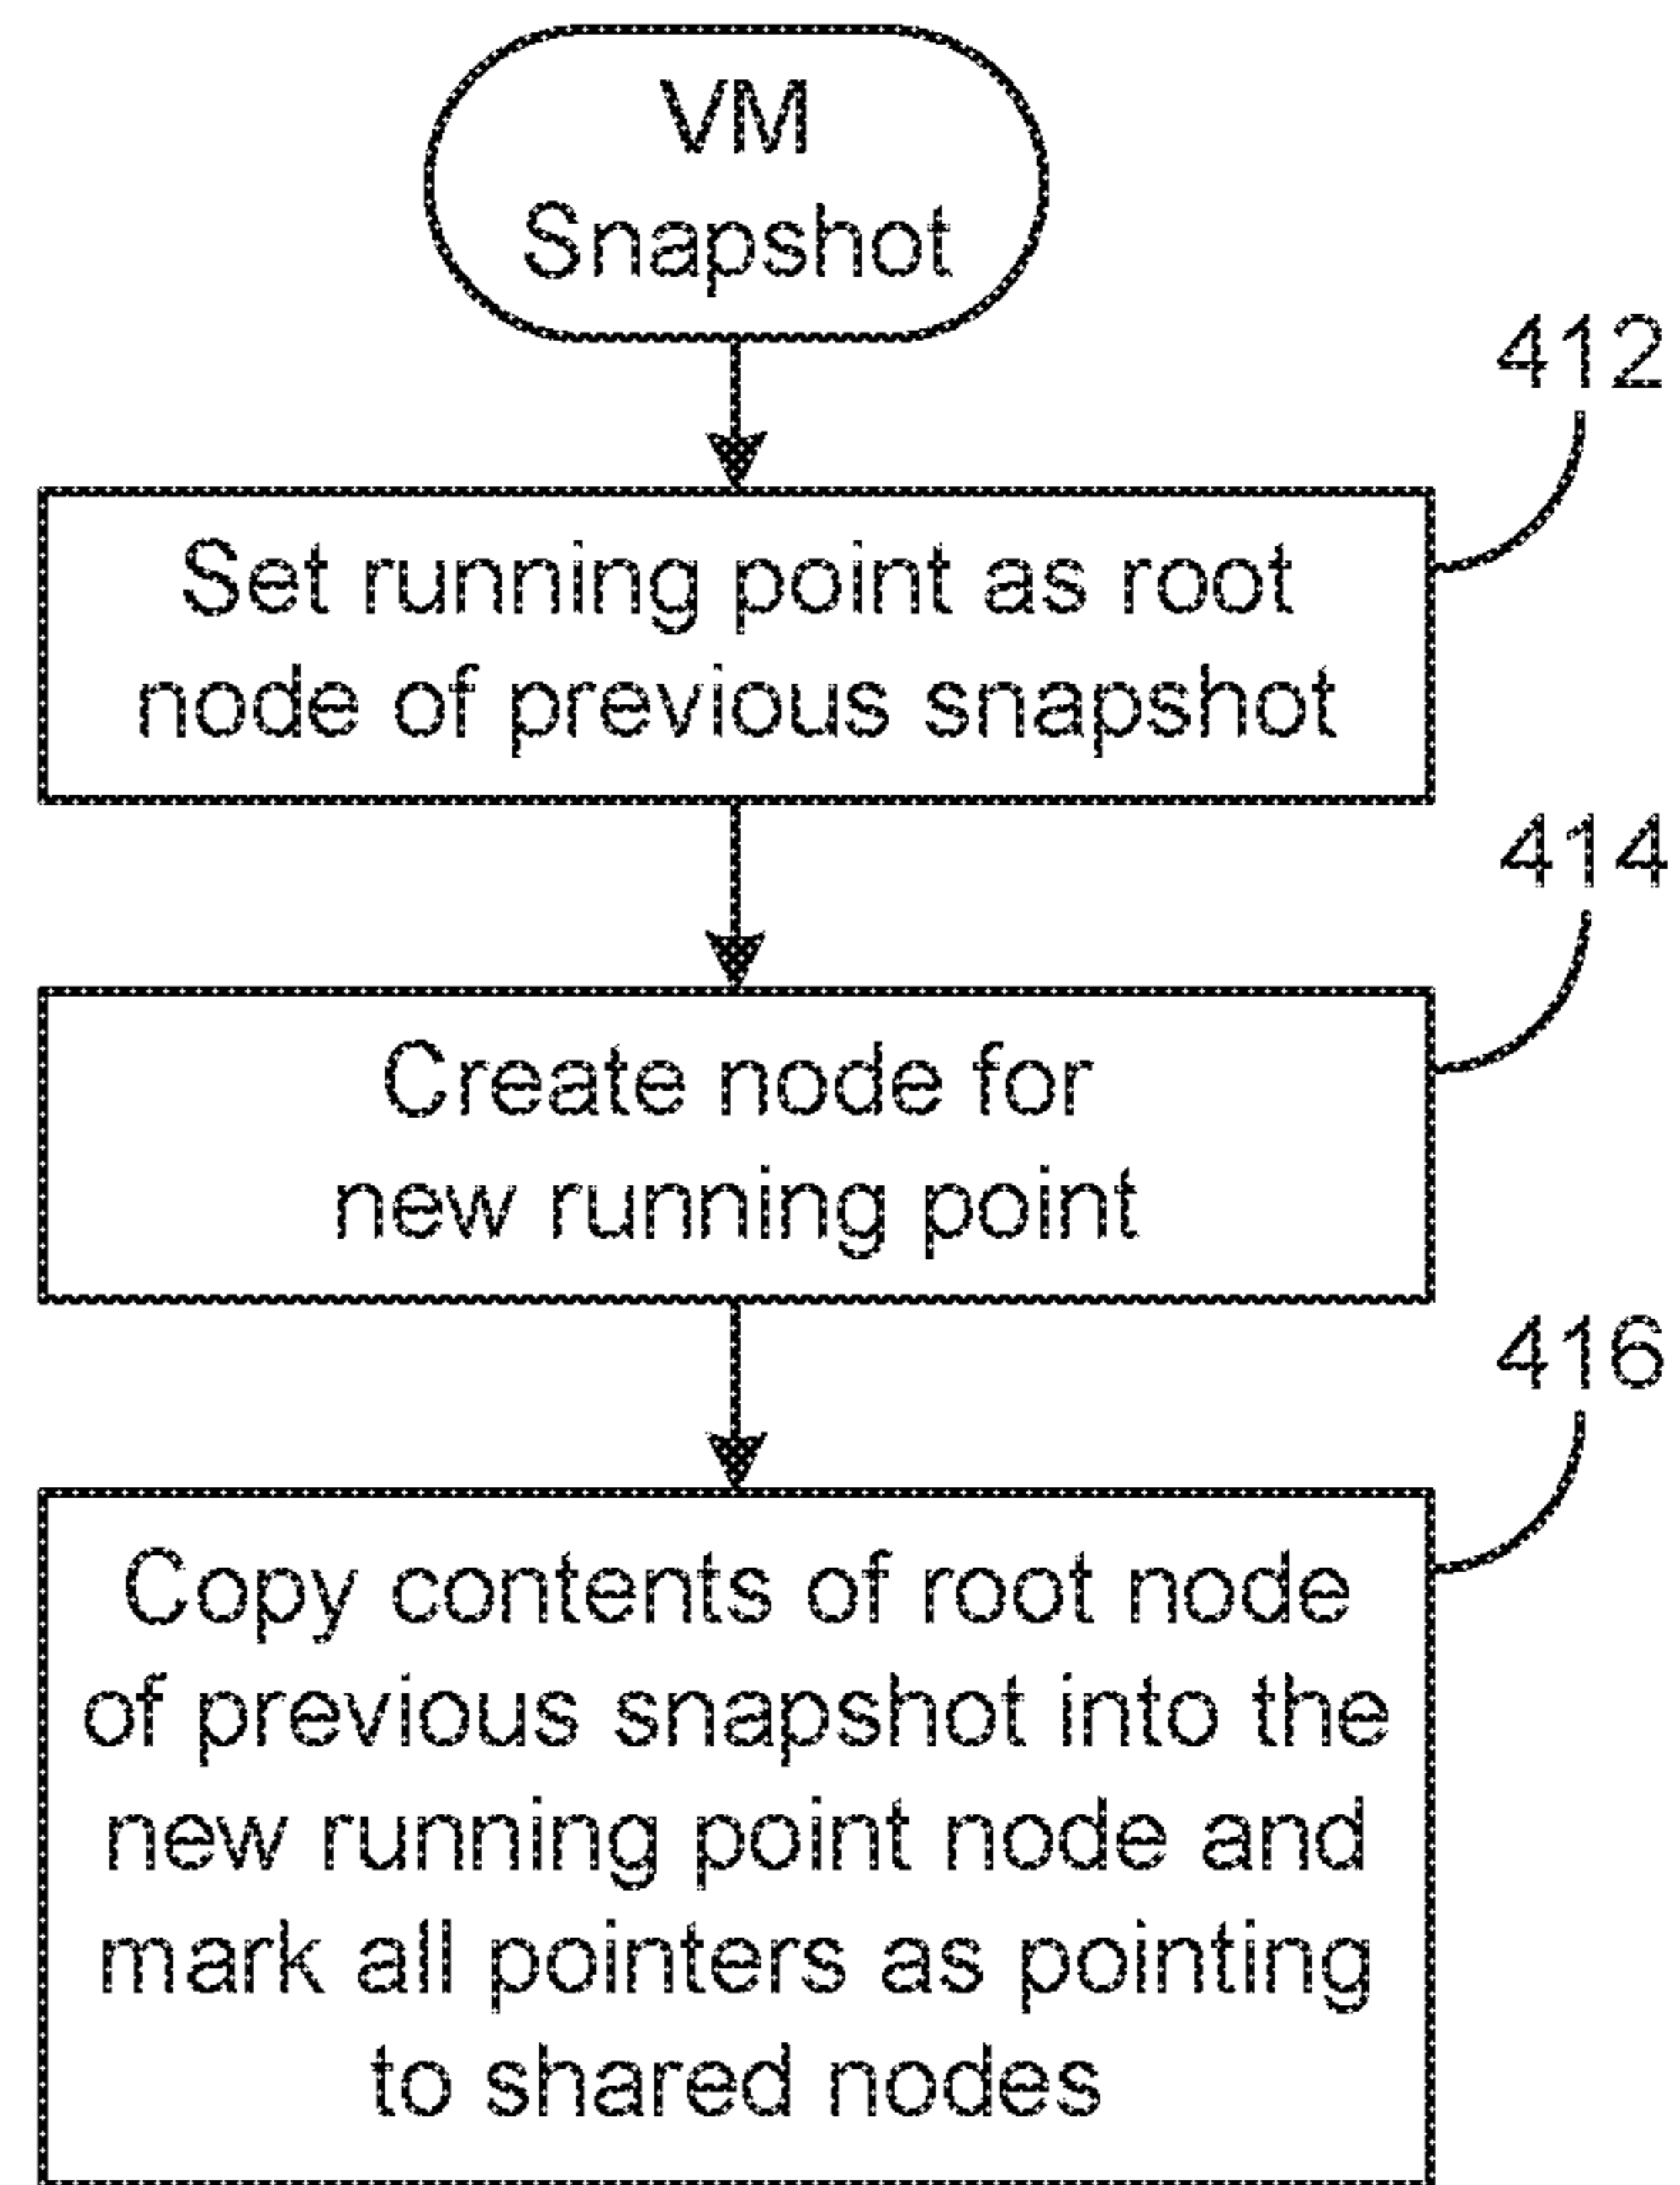 VM
Snapshot
412
Set running point as root
node of previous snapshot
414
Create node for
new running point
416
Copy contents of root node
of previous snapshot into the
new running point node and
mark all pointers as pointing
to shared nodes